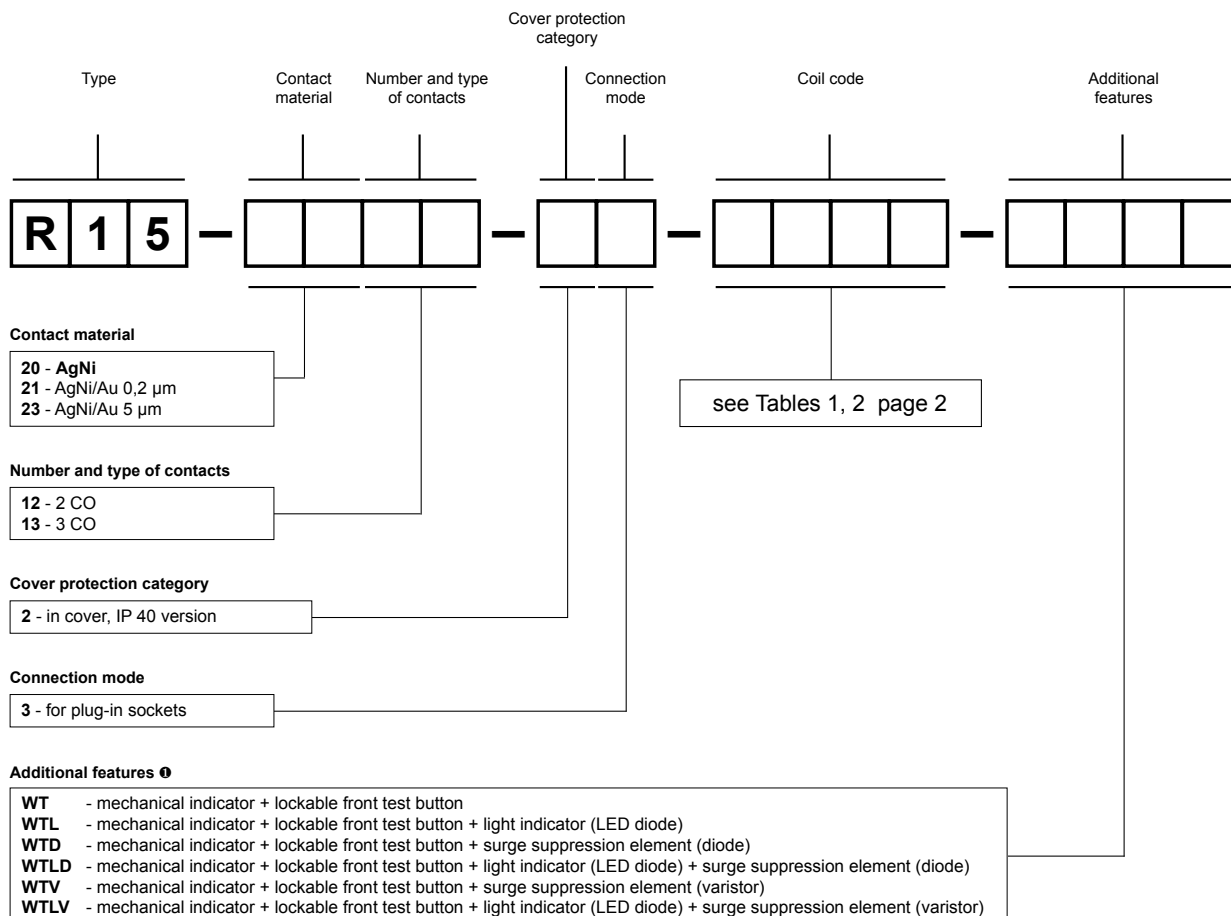 Cover protection
category
Type
Contact
material
Number and type
of contacts
Connection
mode
Coil code
Additional
features
R 1 5 – – – –
Contact material
20 - AgNi
21 - AgNi/Au 0,2 µm
23 - AgNi/Au 5 µm
see Tables 1, 2 page 2
Number and type of contacts
12 - 2 CO
13 - 3 CO
Cover protection category
2 - in cover, IP 40 version
Connection mode
3 - for plug-in sockets
Additional features ❶
WT - mechanical indicator + lockable front test button
WTL - mechanical indicator + lockable front test button + light indicator (LED diode)
WTD - mechanical indicator + lockable front test button + surge suppression element (diode)
WTLD - mechanical indicator + lockable front test button + light indicator (LED diode) + surge suppression element (diode)
WTV - mechanical indicator + lockable front test button + surge suppression element (varistor)
WTLV - mechanical indicator + lockable front test button + light indicator (LED diode) + surge suppression element (varistor)